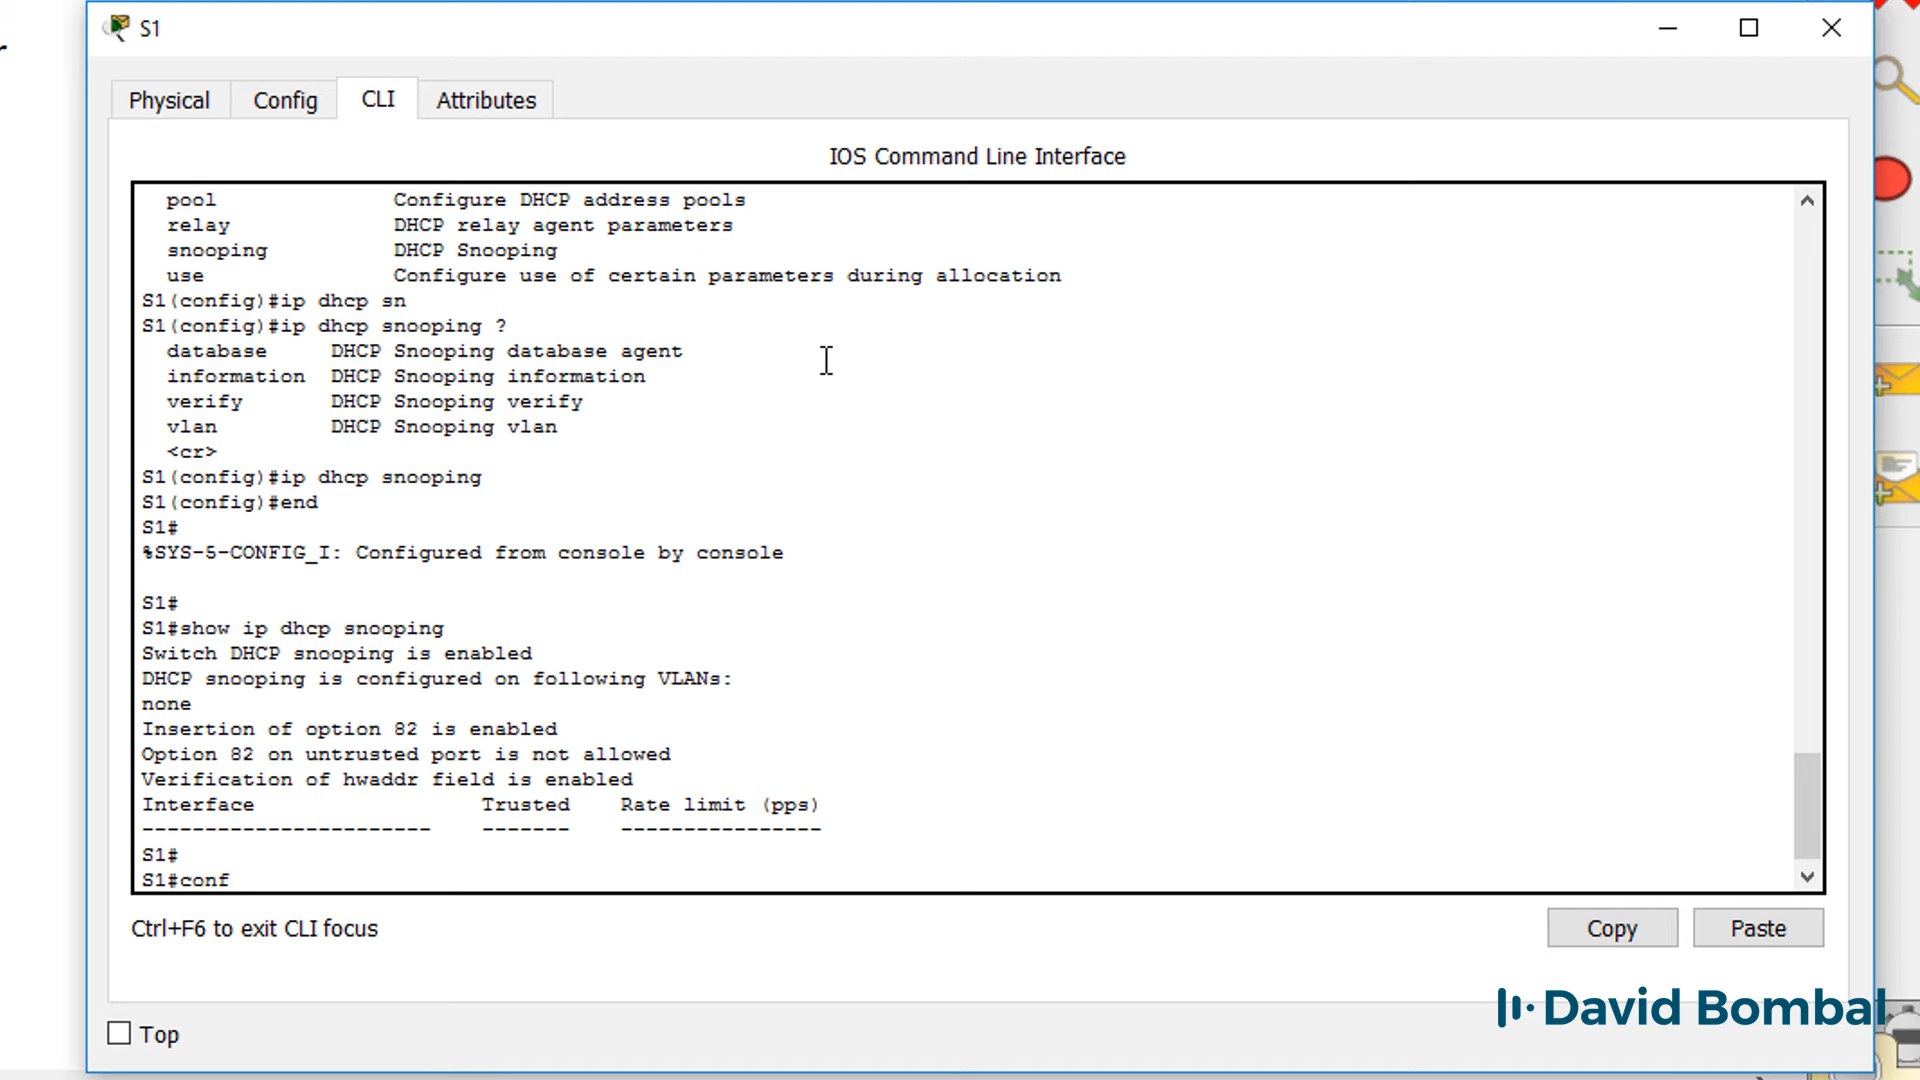 S1
Physical
Config
CLI
Attributes
IOS Command Line Interface
pool Configure DHCP address pools
relay DHCP relay agent parameters
snooping DHCP Snooping
use Configure use of certain parameters during allocation
S1(config)#ip dhcp sn
S1(config)#ip dhcp snooping ?
database DHCP Snooping database agent
information DHCP Snooping information
verify DHCP Snooping verify
vlan DHCP Snooping vlan
<cr>
S1(config)#ip dhcp snooping
S1(config)#end
S1#
%SYS-5-CONFIG_I: Configured from console by console
S1#
S1#show ip dhcp snooping
Switch DHCP snooping is enabled
DHCP snooping is configured on following VLANs:
none
Insertion of option 82 is enabled
Option 82 on untrusted port is not allowed
Verification of hwaddr field is enabled
Interface Trusted Rate limit (pps)
----------------------- ------- ----------------
S1#
S1#conf
Ctrl+F6 to exit CLI focus
Copy
Paste
David Bombal
Top